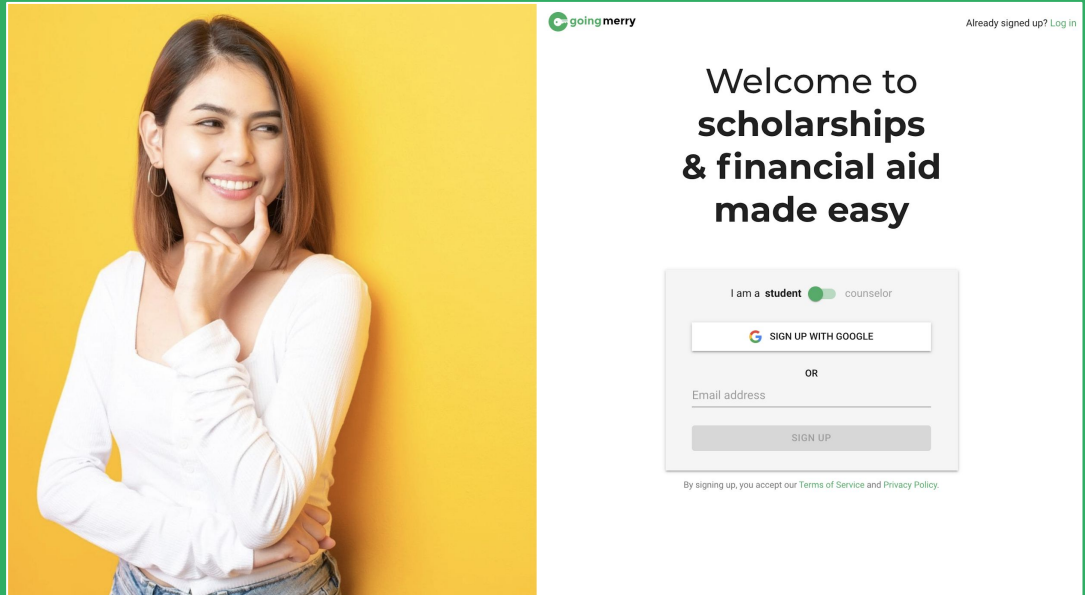 goingmerry
Already signed up? Log in
Welcome to
scholarships
& financial aid
made easy
I am a student counselor
SIGN UP WITH GOOGLE
OR
Email address
SIGN UP
By signing up, you accept our Terms of Service and Privacy Policy.